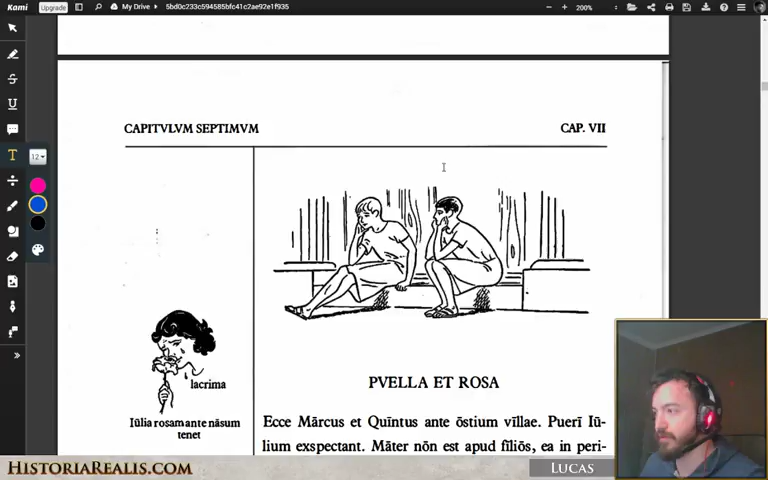 Kami
Upgrade
My Drive
5bd0c233c594585bfc41c2ae92e1f935
200%
12
CAPITVLVM SEPTIMVM
CAP. VII
lacrima
Iūlia rosam ante nāsum
tenet
PVELLA ET ROSA
Ecce Mārcus et Quīntus ante ōstium vīllae. Puerī Iū-
lium exspectant. Māter nōn est apud fīliōs, ea in peri-
HISTORIAREALIS.COM
LUCAS